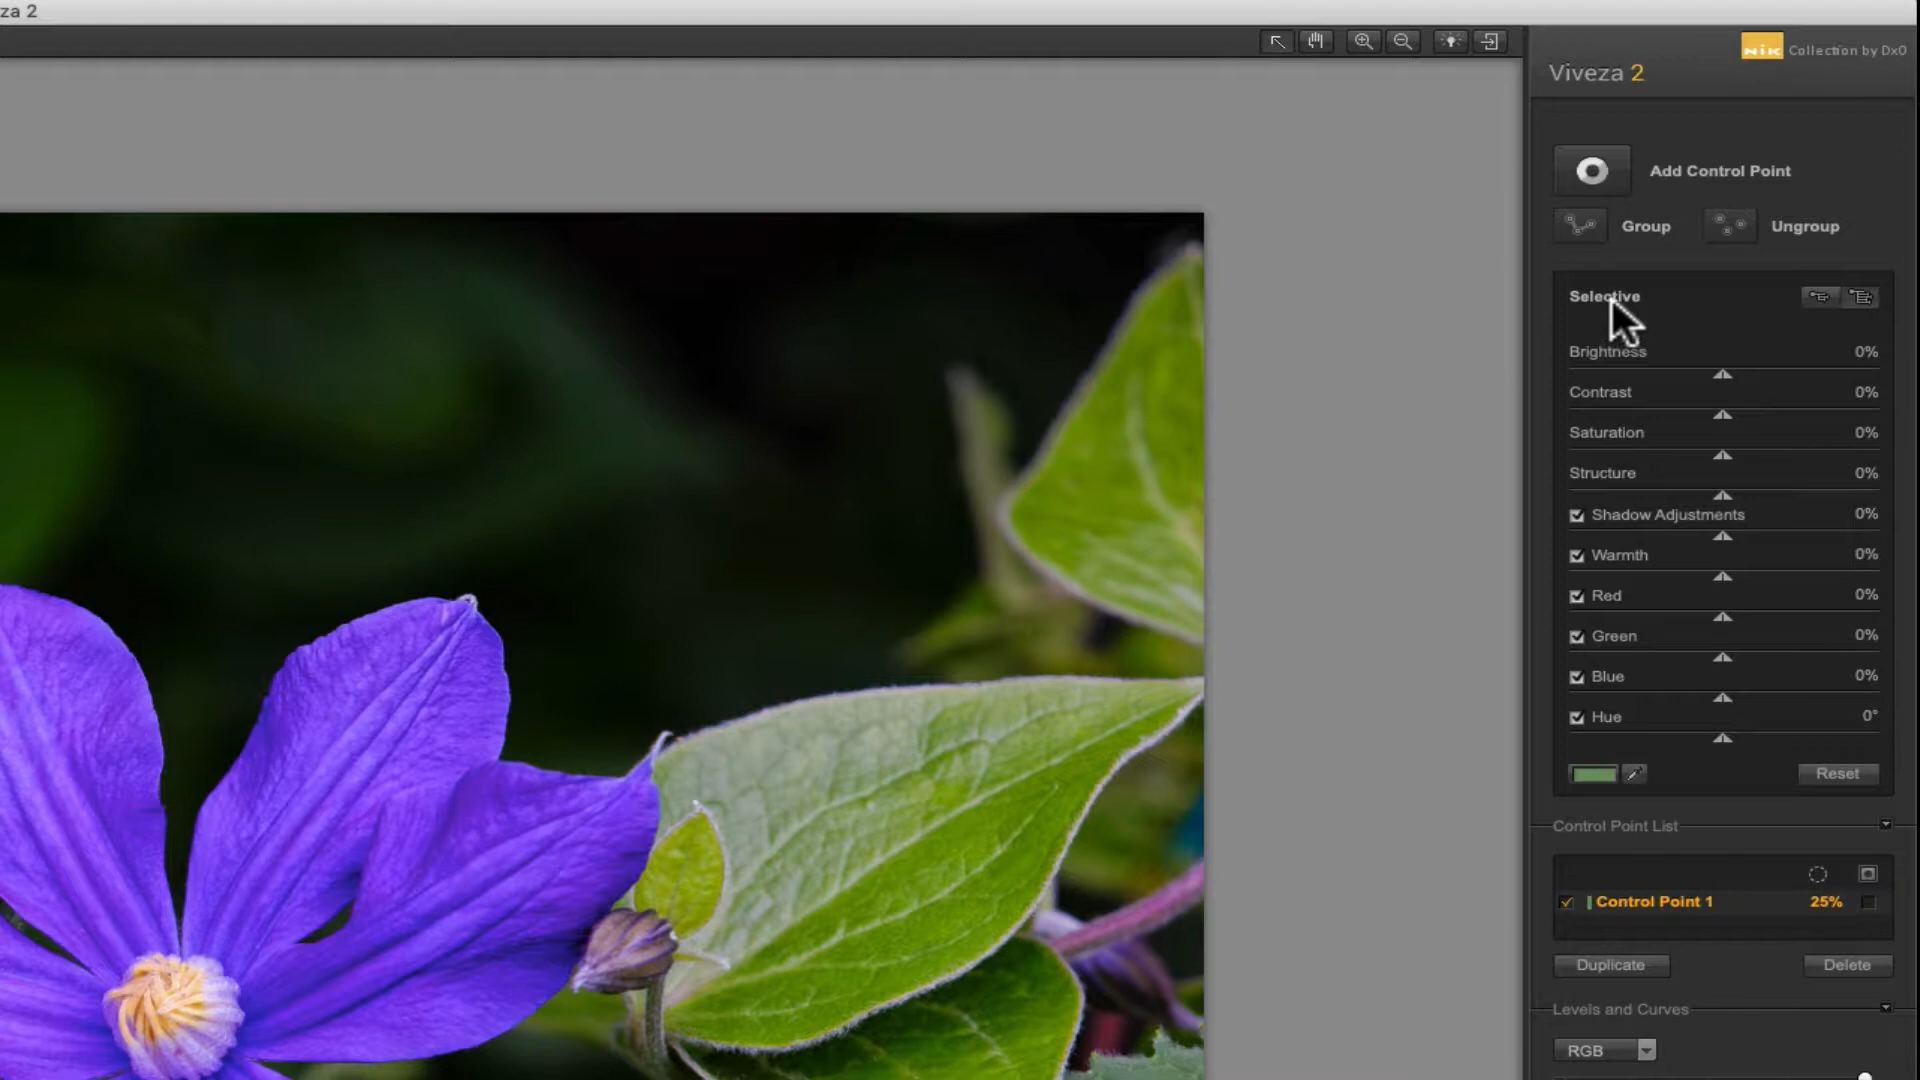 za 2
NIK Collection by DxO
Viveza 2
Add Control Point
Group Ungroup
Selective
Brightness 0%
Contrast 0%
Saturation 0%
Structure 0%
Shadow Adjustments 0%
Warmth 0%
Red 0%
Green 0%
Blue 0%
Hue 0°
Reset
Control Point List
Control Point 1 25%
Duplicate Delete
Levels and Curves
RGB